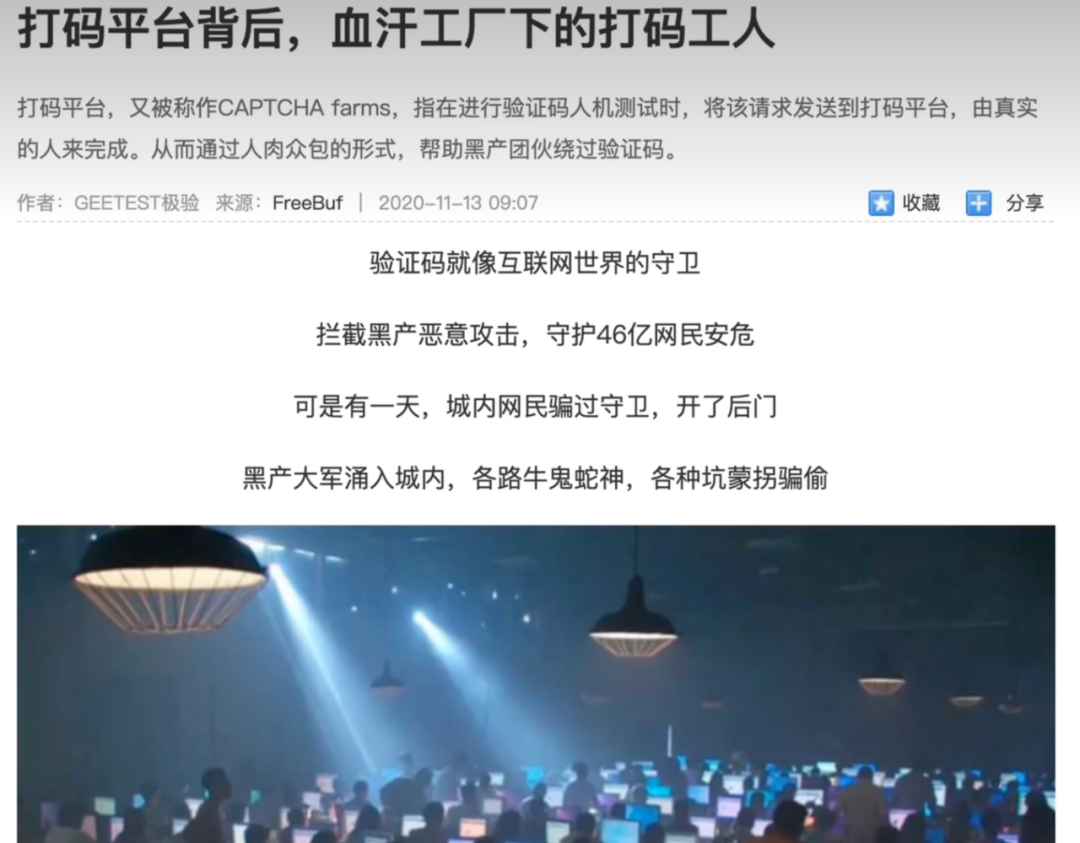 打码平台背后，血汗工厂下的打码工人
打码平台，又被称作CAPTCHA farms，指在进行验证码人机测试时，将该请求发送到打码平台，由真实
的人来完成。从而通过人肉众包的形式，帮助黑产团伙绕过验证码。
作者：GEETEST极验 来源：FreeBuf | 2020-11-13 09:07 收藏 分享
验证码就像互联网世界的守卫
拦截黑产恶意攻击，守护46亿网民安危
可是有一天，城内网民骗过守卫，开了后门
黑产大军涌入城内，各路牛鬼蛇神，各种坑蒙拐骗偷